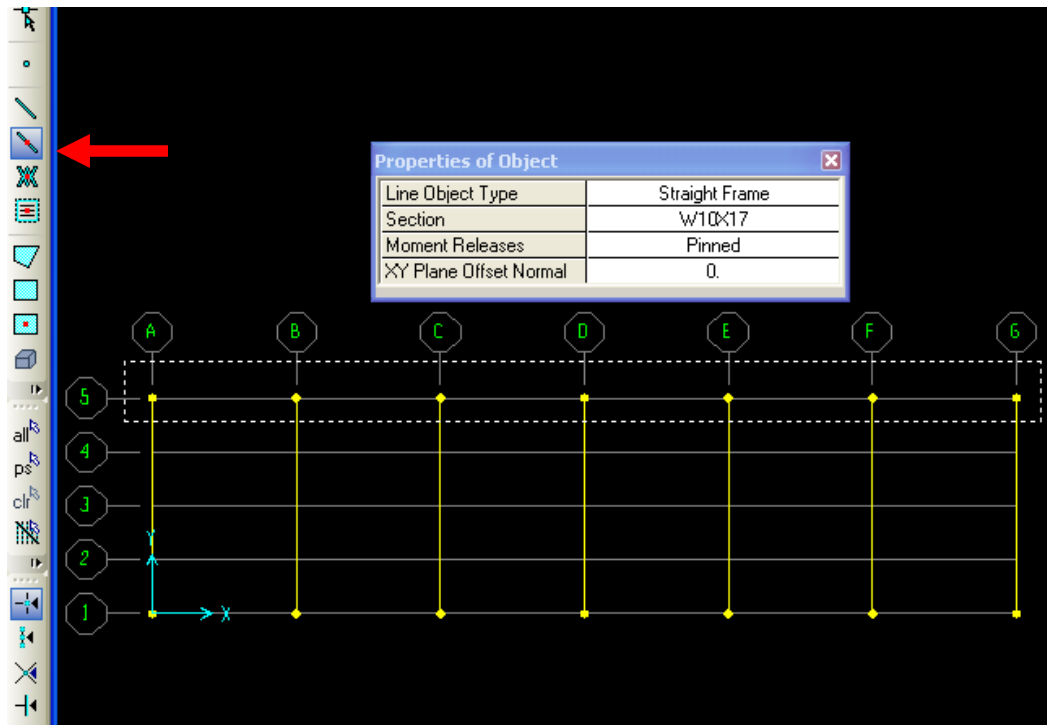 Properties of Object
Line Object Type Straight Frame
Section W10X17
Moment Releases Pinned
XY Plane Offset Normal 0.
A B C D E F G
5
all
4
ps
clr
3
Y
2
1 X